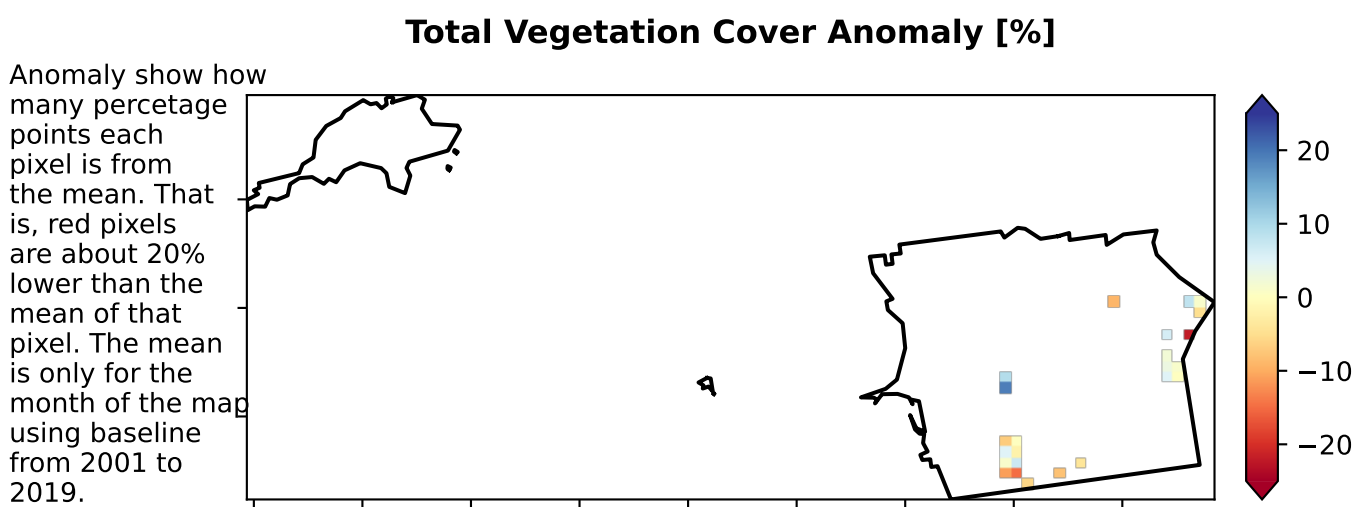 Total Vegetation Cover Anomaly [%]
Anomaly show how
many percetage
points each
pixel is from
the mean. That
is, red pixels
are about 20%
lower than the
mean of that
pixel. The mean
is only for the
month of the map
using baseline
from 2001 to
2019.
20
10
0
−10
−20